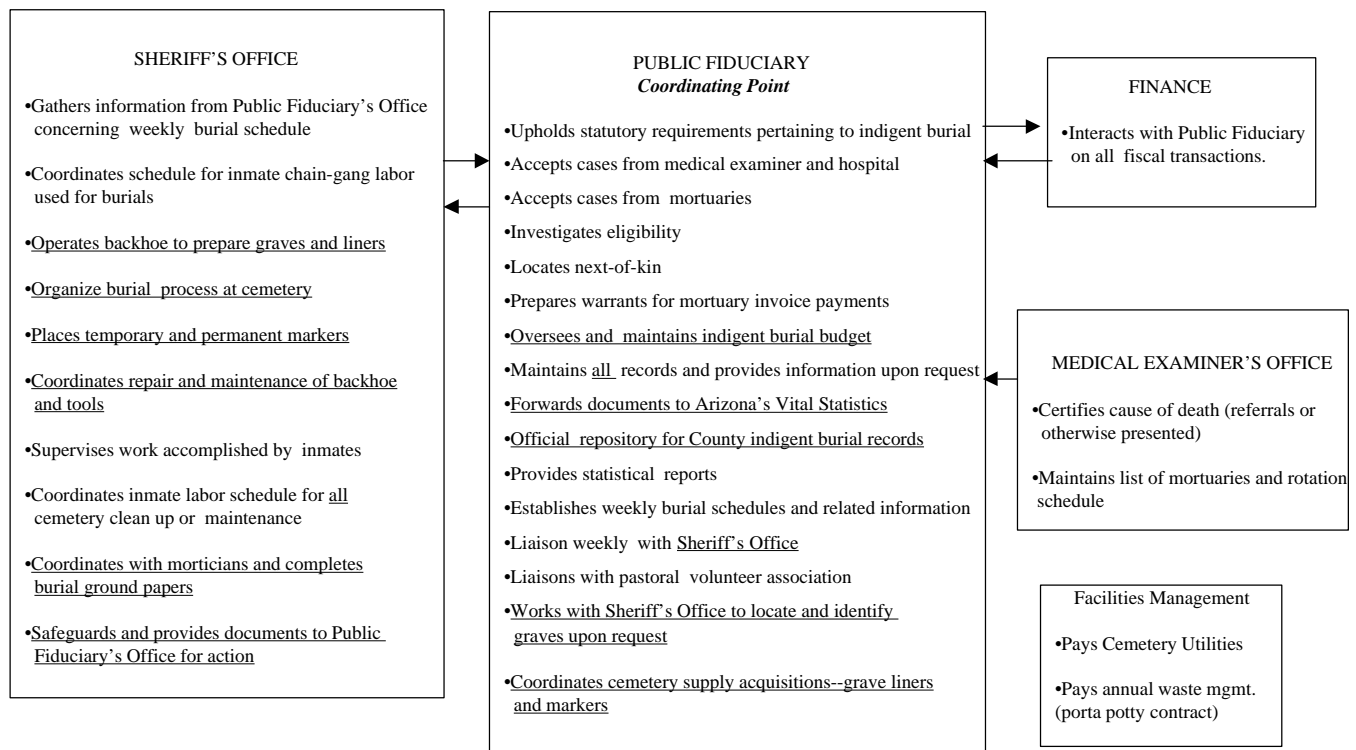 SHERIFF'S OFFICE
•Gathers information from Public Fiduciary's Office
concerning weekly burial schedule
•Coordinates schedule for inmate chain-gang labor
used for burials
•Operates backhoe to prepare graves and liners
•Organize burial process at cemetery
•Places temporary and permanent markers
•Coordinates repair and maintenance of backhoe
and tools
•Supervises work accomplished by inmates
•Coordinates inmate labor schedule for all
cemetery clean up or maintenance
•Coordinates with morticians and completes
burial ground papers
•Safeguards and provides documents to Public
Fiduciary's Office for action
PUBLIC FIDUCIARY
Coordinating Point
•Upholds statutory requirements pertaining to indigent burial
•Accepts cases from medical examiner and hospital
•Accepts cases from mortuaries
•Investigates eligibility
•Locates next-of-kin
•Prepares warrants for mortuary invoice payments
•Oversees and maintains indigent burial budget
•Maintains all records and provides information upon request
•Forwards documents to Arizona's Vital Statistics
•Official repository for County indigent burial records
•Provides statistical reports
•Establishes weekly burial schedules and related information
•Liaison weekly with Sheriff's Office
•Liaisons with pastoral volunteer association
•Works with Sheriff's Office to locate and identify
graves upon request
•Coordinates cemetery supply acquisitions--grave liners
and markers
FINANCE
•Interacts with Public Fiduciary
on all fiscal transactions.
MEDICAL EXAMINER'S OFFICE
•Certifies cause of death (referrals or
otherwise presented)
•Maintains list of mortuaries and rotation
schedule
Facilities Management
•Pays Cemetery Utilities
•Pays annual waste mgmt.
(porta potty contract)